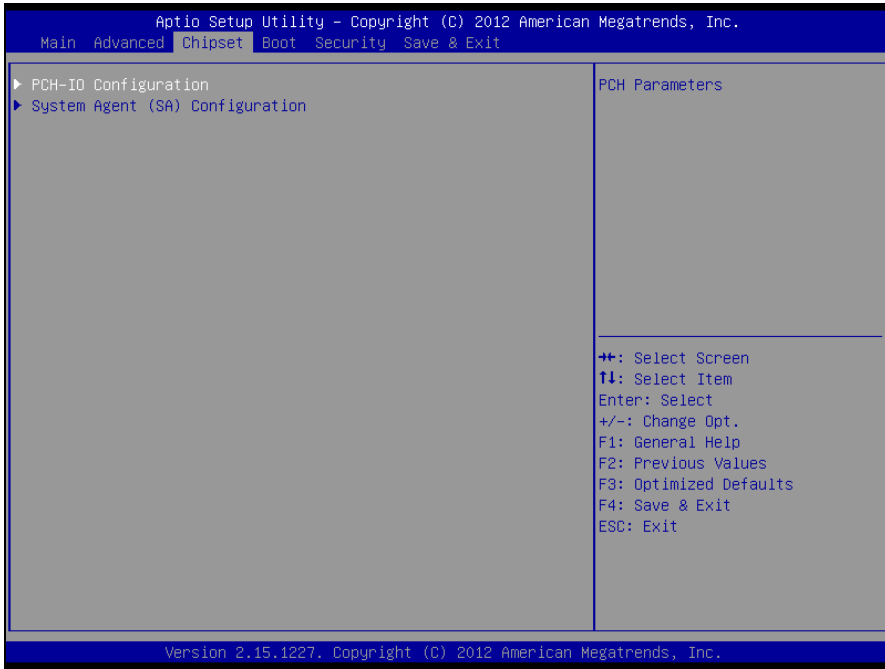 Aptio Setup Utility – Copyright (C) 2012 American Megatrends, Inc.
Main Advanced Chipset Boot Security Save & Exit
PCH-IO Configuration
System Agent (SA) Configuration
PCH Parameters
→←: Select Screen
↑↓: Select Item
Enter: Select
+/-: Change Opt.
F1: General Help
F2: Previous Values
F3: Optimized Defaults
F4: Save & Exit
ESC: Exit
Version 2.15.1227. Copyright (C) 2012 American Megatrends, Inc.